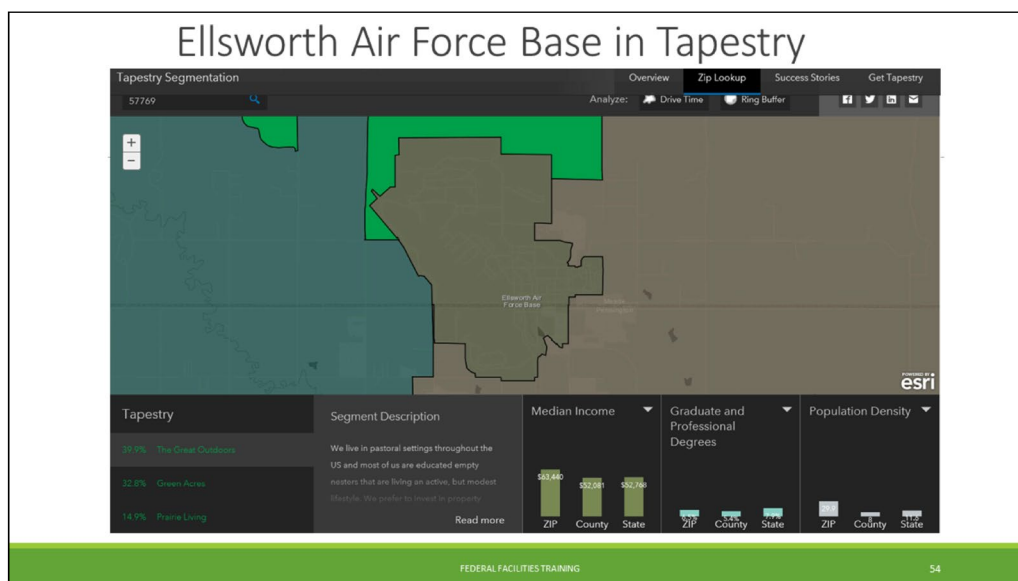 Ellsworth Air Force Base in Tapestry
Tapestry Segmentation
Overview
Zip Lookup
Success Stories
Get Tapestry
57769
Analyze:
Drive Time
Ring Buffer
+
−
Ellsworth Air
Force Base
POWERED BY
esri
Tapestry
39.9% The Great Outdoors
32.8% Green Acres
14.9% Prairie Living
Segment Description
We live in pastoral settings throughout the
US and most of us are educated empty
nesters that are living an active, but modest
lifestyle. We prefer to invest in property
Read more
Median Income
$63,440
$52,081
$52,768
ZIP
County
State
Graduate and
Professional
Degrees
ZIP
County
State
Population Density
ZIP
County
State
FEDERAL FACILITIES TRAINING
54